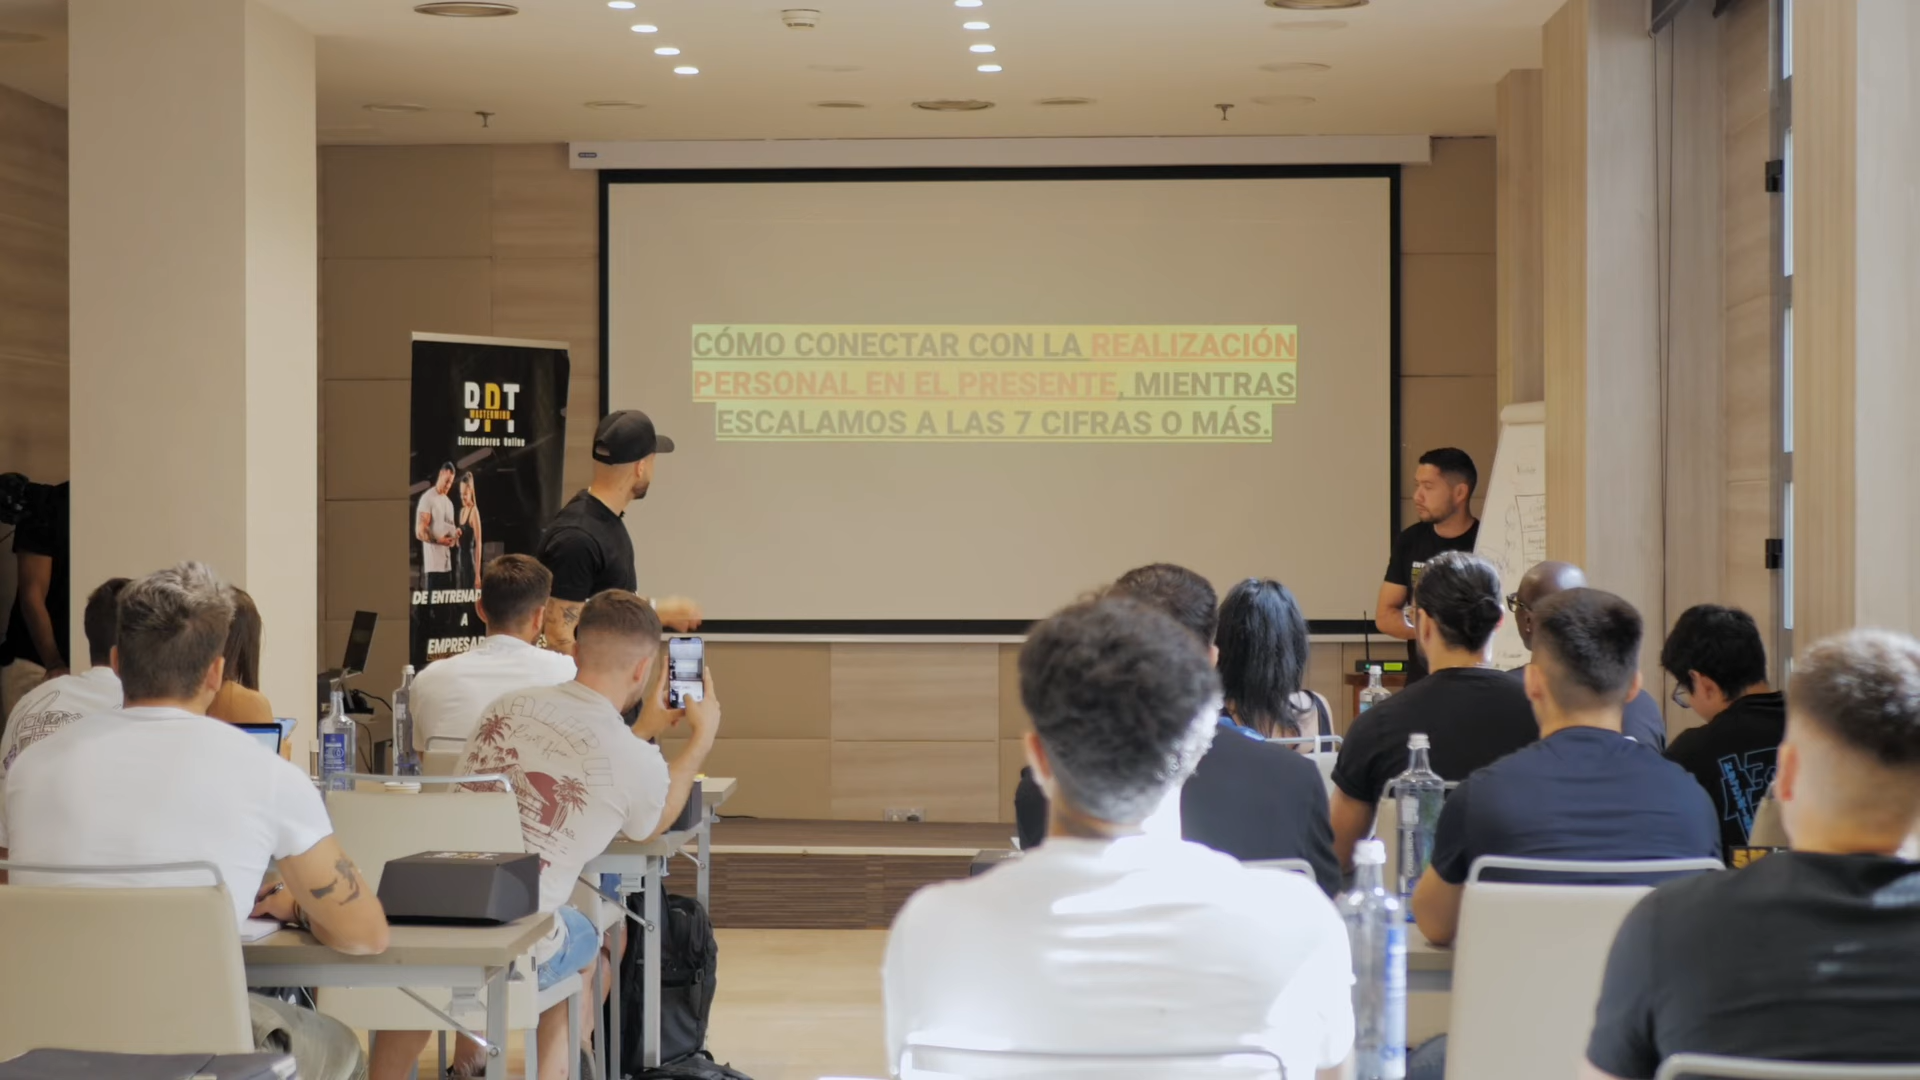 CÓMO CONECTAR CON LA REALIZACIÓN
PERSONAL EN EL PRESENTE, MIENTRAS
ESCALAMOS A LAS 7 CIFRAS O MÁS.
BPT
MASTERMIND
Entrenadores Online
DE ENTRENAD
A
EMPRESAR
MALIBU